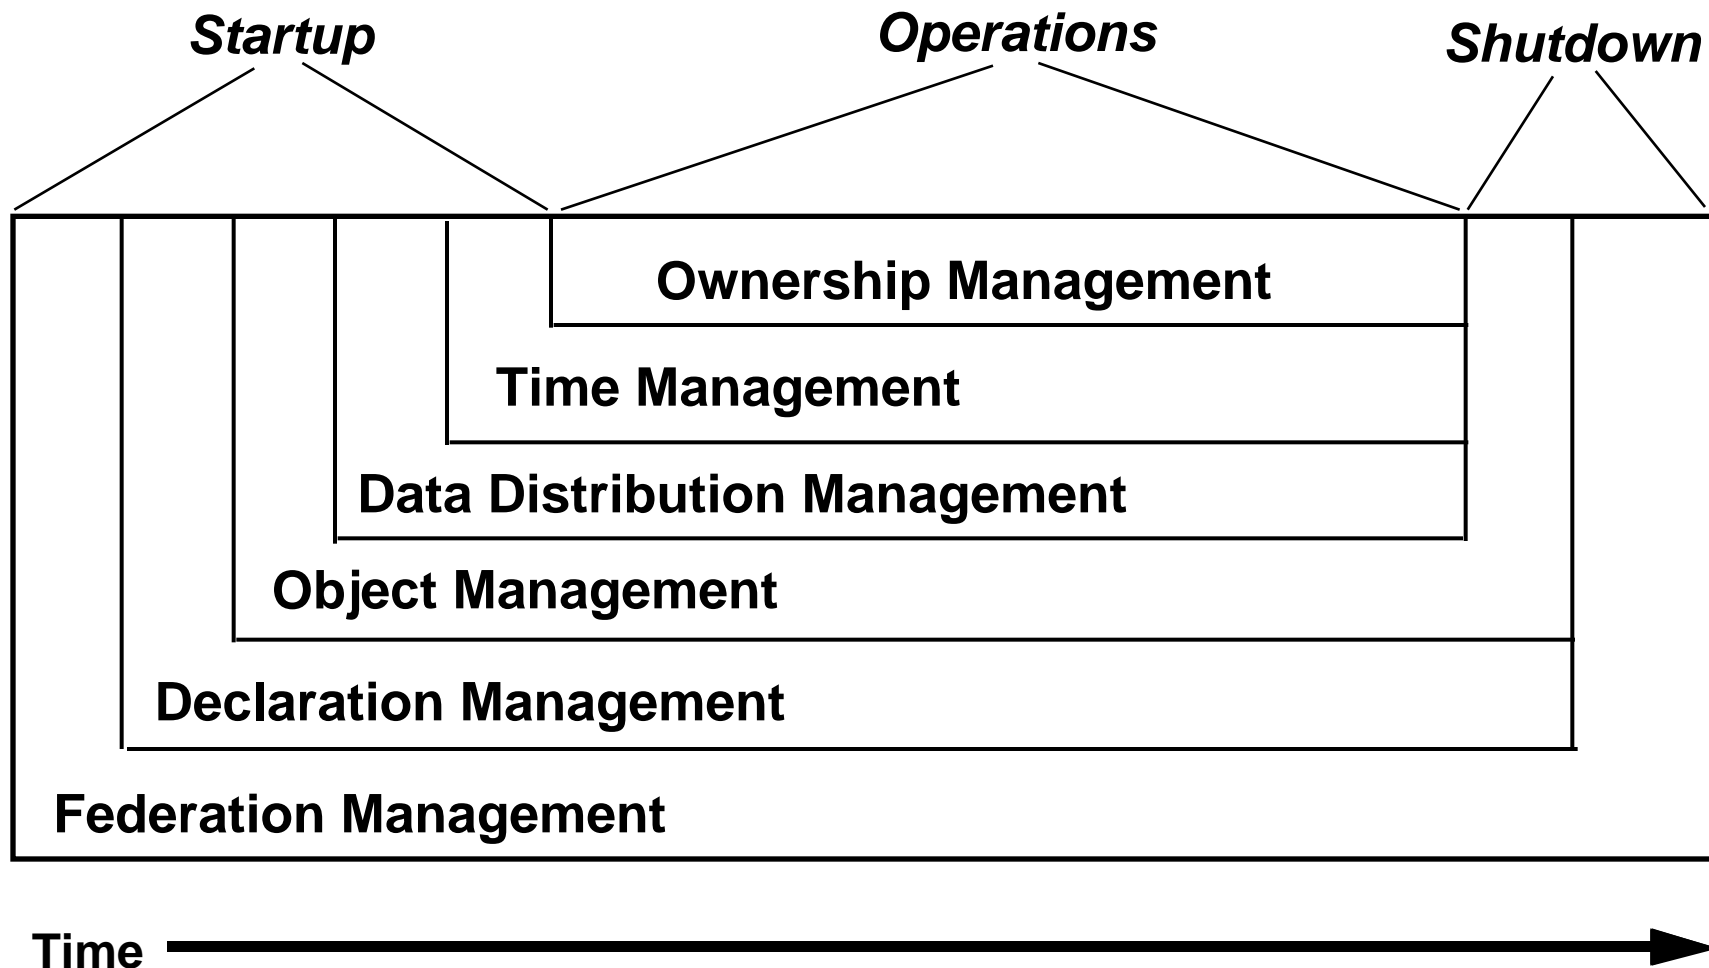 Startup
Operations
Shutdown
Ownership Management
Time Management
Data Distribution Management
Object Management
Declaration Management
Federation Management
Time